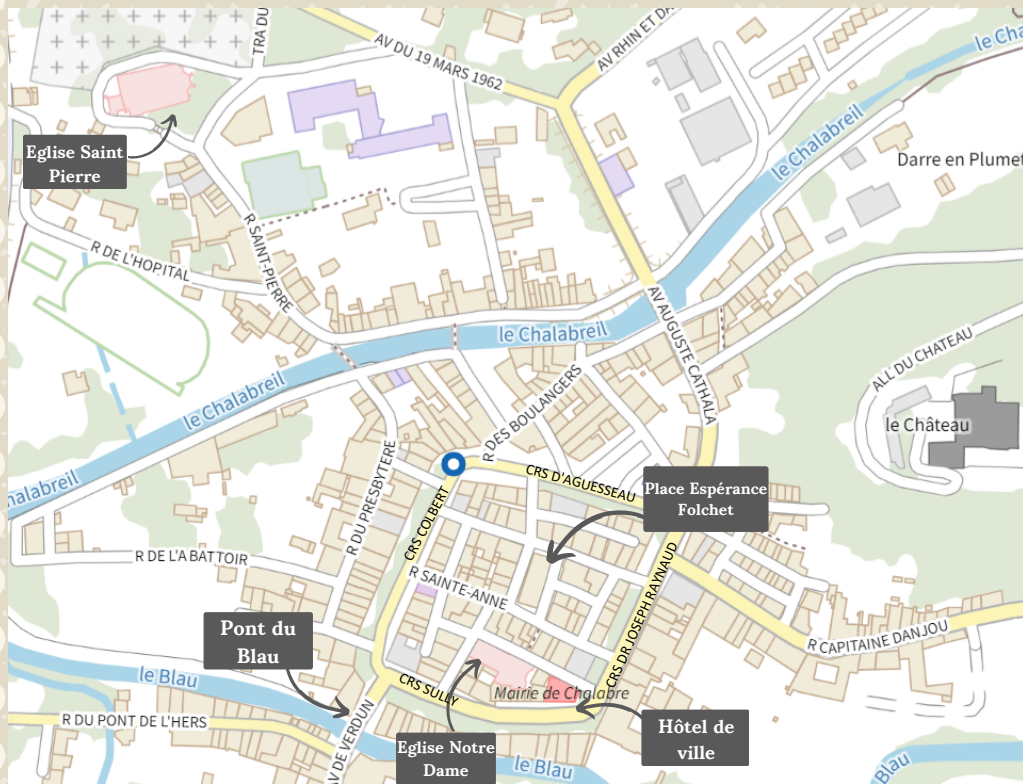 TRA DU
AV DU 19 MARS 1962
AV RHIN ET DA
le Cha
Eglise Saint
Pierre
le Chalabreil
Darre en Plumet
R SAINT-PIERRE
R DE L'HOPITAL
AV AUGUSTE CATHALA
le Chalabreil
ALL DU CHATEAU
le Chalabreil
R DES BOULANGERS
le Château
R DU PRESBYTERE
halabreil
CRS D'AGUESSEAU
Place Espérance
Folchet
CRS COLBERT
R DE L'ABATTOIR
R SAINTE-ANNE
CRS DR JOSEPH RAYNAUD
R CAPITAINE DANJOU
Pont du
Blau
le Blau
CRS SULLY
Mairie de Chalabre
R DU PONT DE L'HERS
AV DE VERDUN
Hôtel de
ville
Eglise Notre
Dame
le Blau
Blau